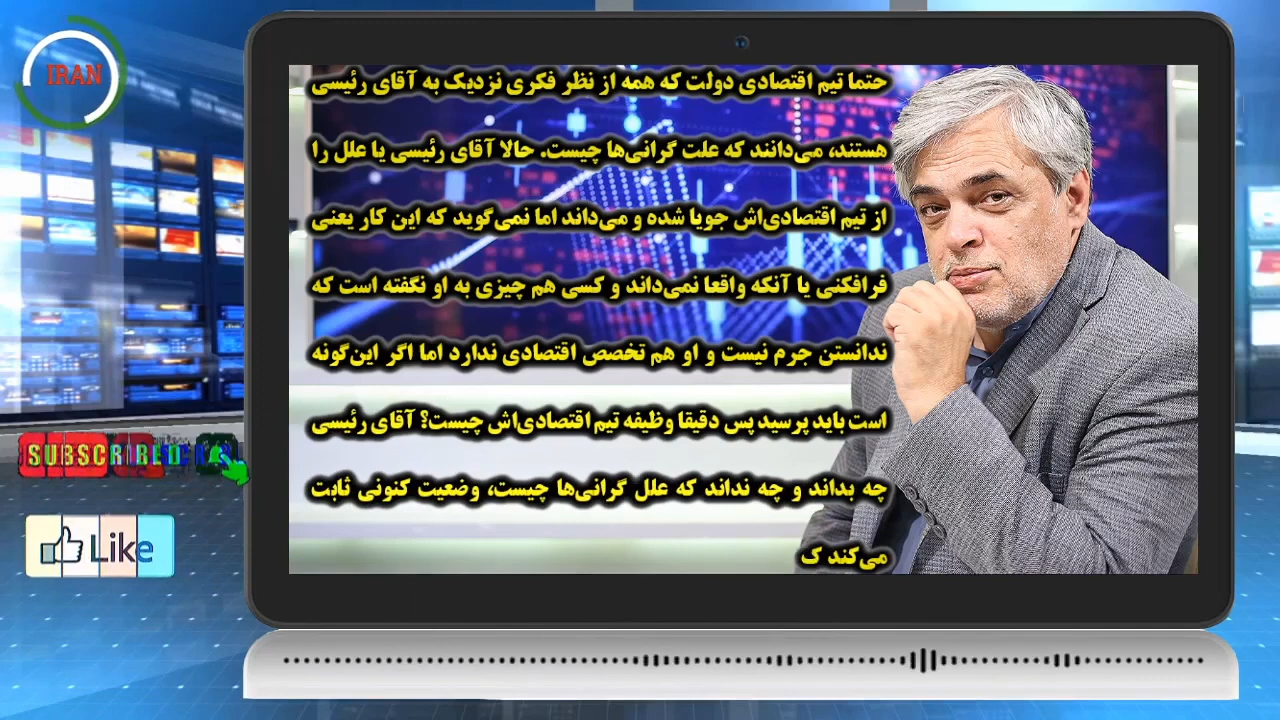 IRAN
حتما تیم اقتصادی دولت که همه از نظر فکری نزدیک به آقای رئیسی
هستند، می‌دانند که علت گرانی‌ها چیست. حالا آقای رئیسی یا علل را
از تیم اقتصادی‌اش جویا شده و می‌داند اما نمی‌گوید که این کار یعنی
فرافکنی یا آنکه واقعا نمی‌داند و کسی هم چیزی به او نگفته است که
ندانستن جرم نیست و او هم تخصص اقتصادی ندارد اما اگر این‌گونه
است باید پرسید پس دقیقا وظیفه تیم اقتصادی‌اش چیست؟ آقای رئیسی
چه بداند و چه نداند که علل گرانی‌ها چیست، وضعیت کنونی ثابت
می‌کند ک
SUBSCRIBED
Like